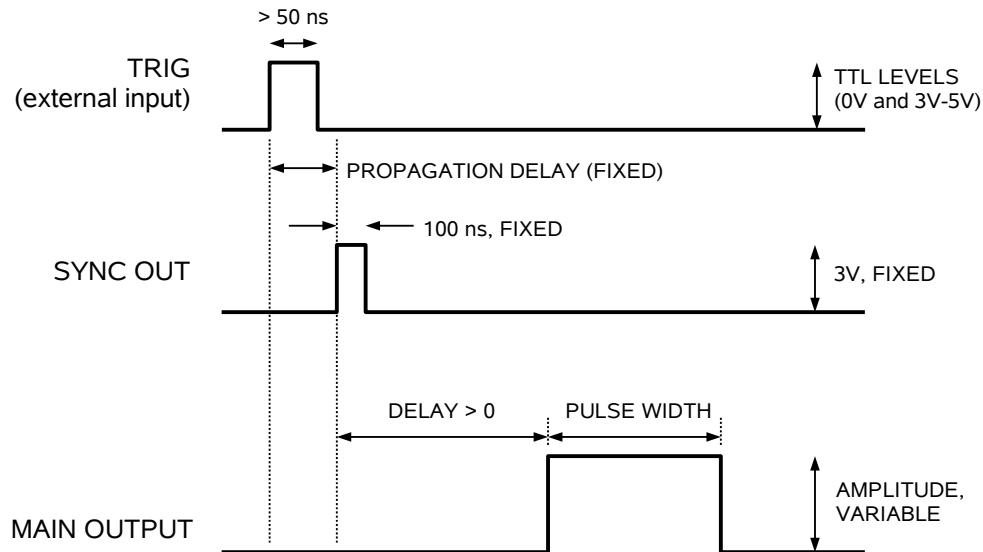 > 50 ns
TRIG
(external input)
TTL LEVELS
(0V and 3V-5V)
PROPAGATION DELAY (FIXED)
100 ns, FIXED
SYNC OUT
3V, FIXED
DELAY > 0
PULSE WIDTH
AMPLITUDE,
VARIABLE
MAIN OUTPUT